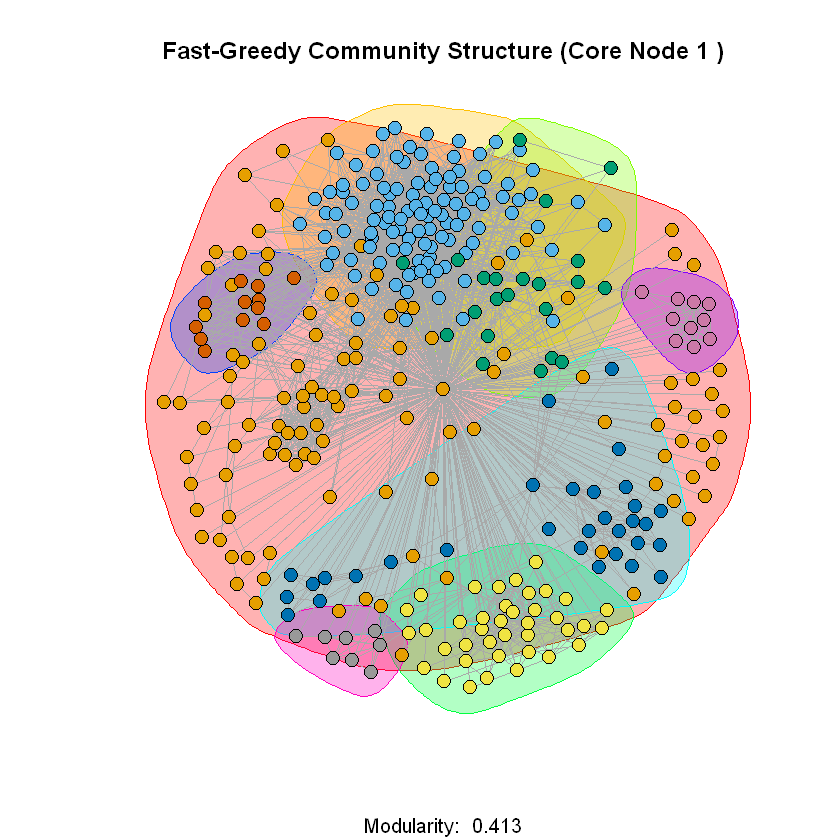 Fast-Greedy Community Structure (Core Node 1 )
Modularity:  0.413